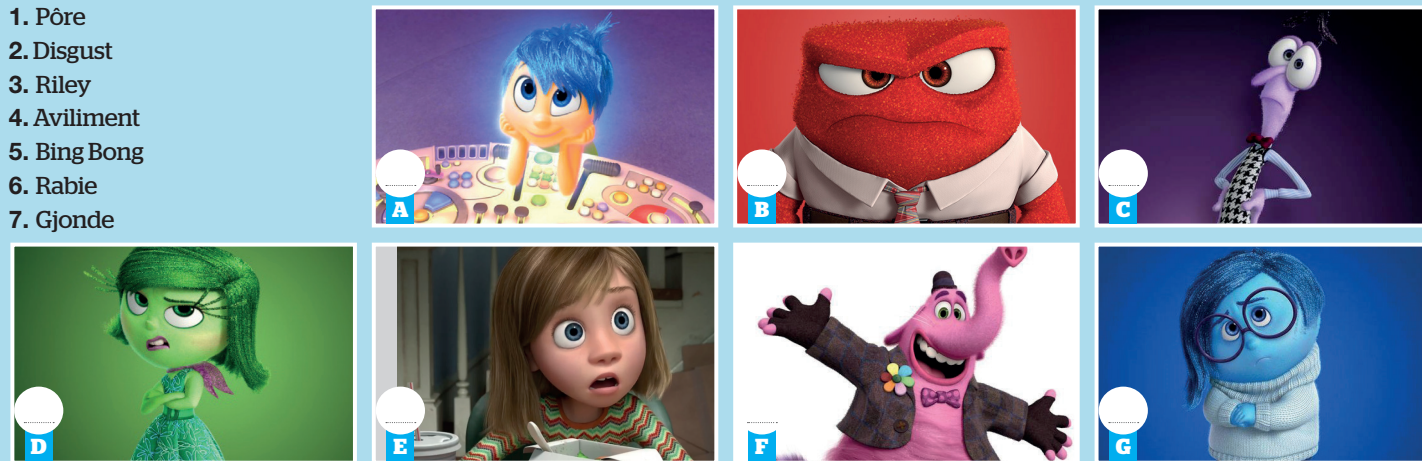 1. Pôre
2. Disgust
3. Riley
4. Aviliment
5. Bing Bong
6. Rabie
7. Gjonde
A
B
C
D
E
F
G